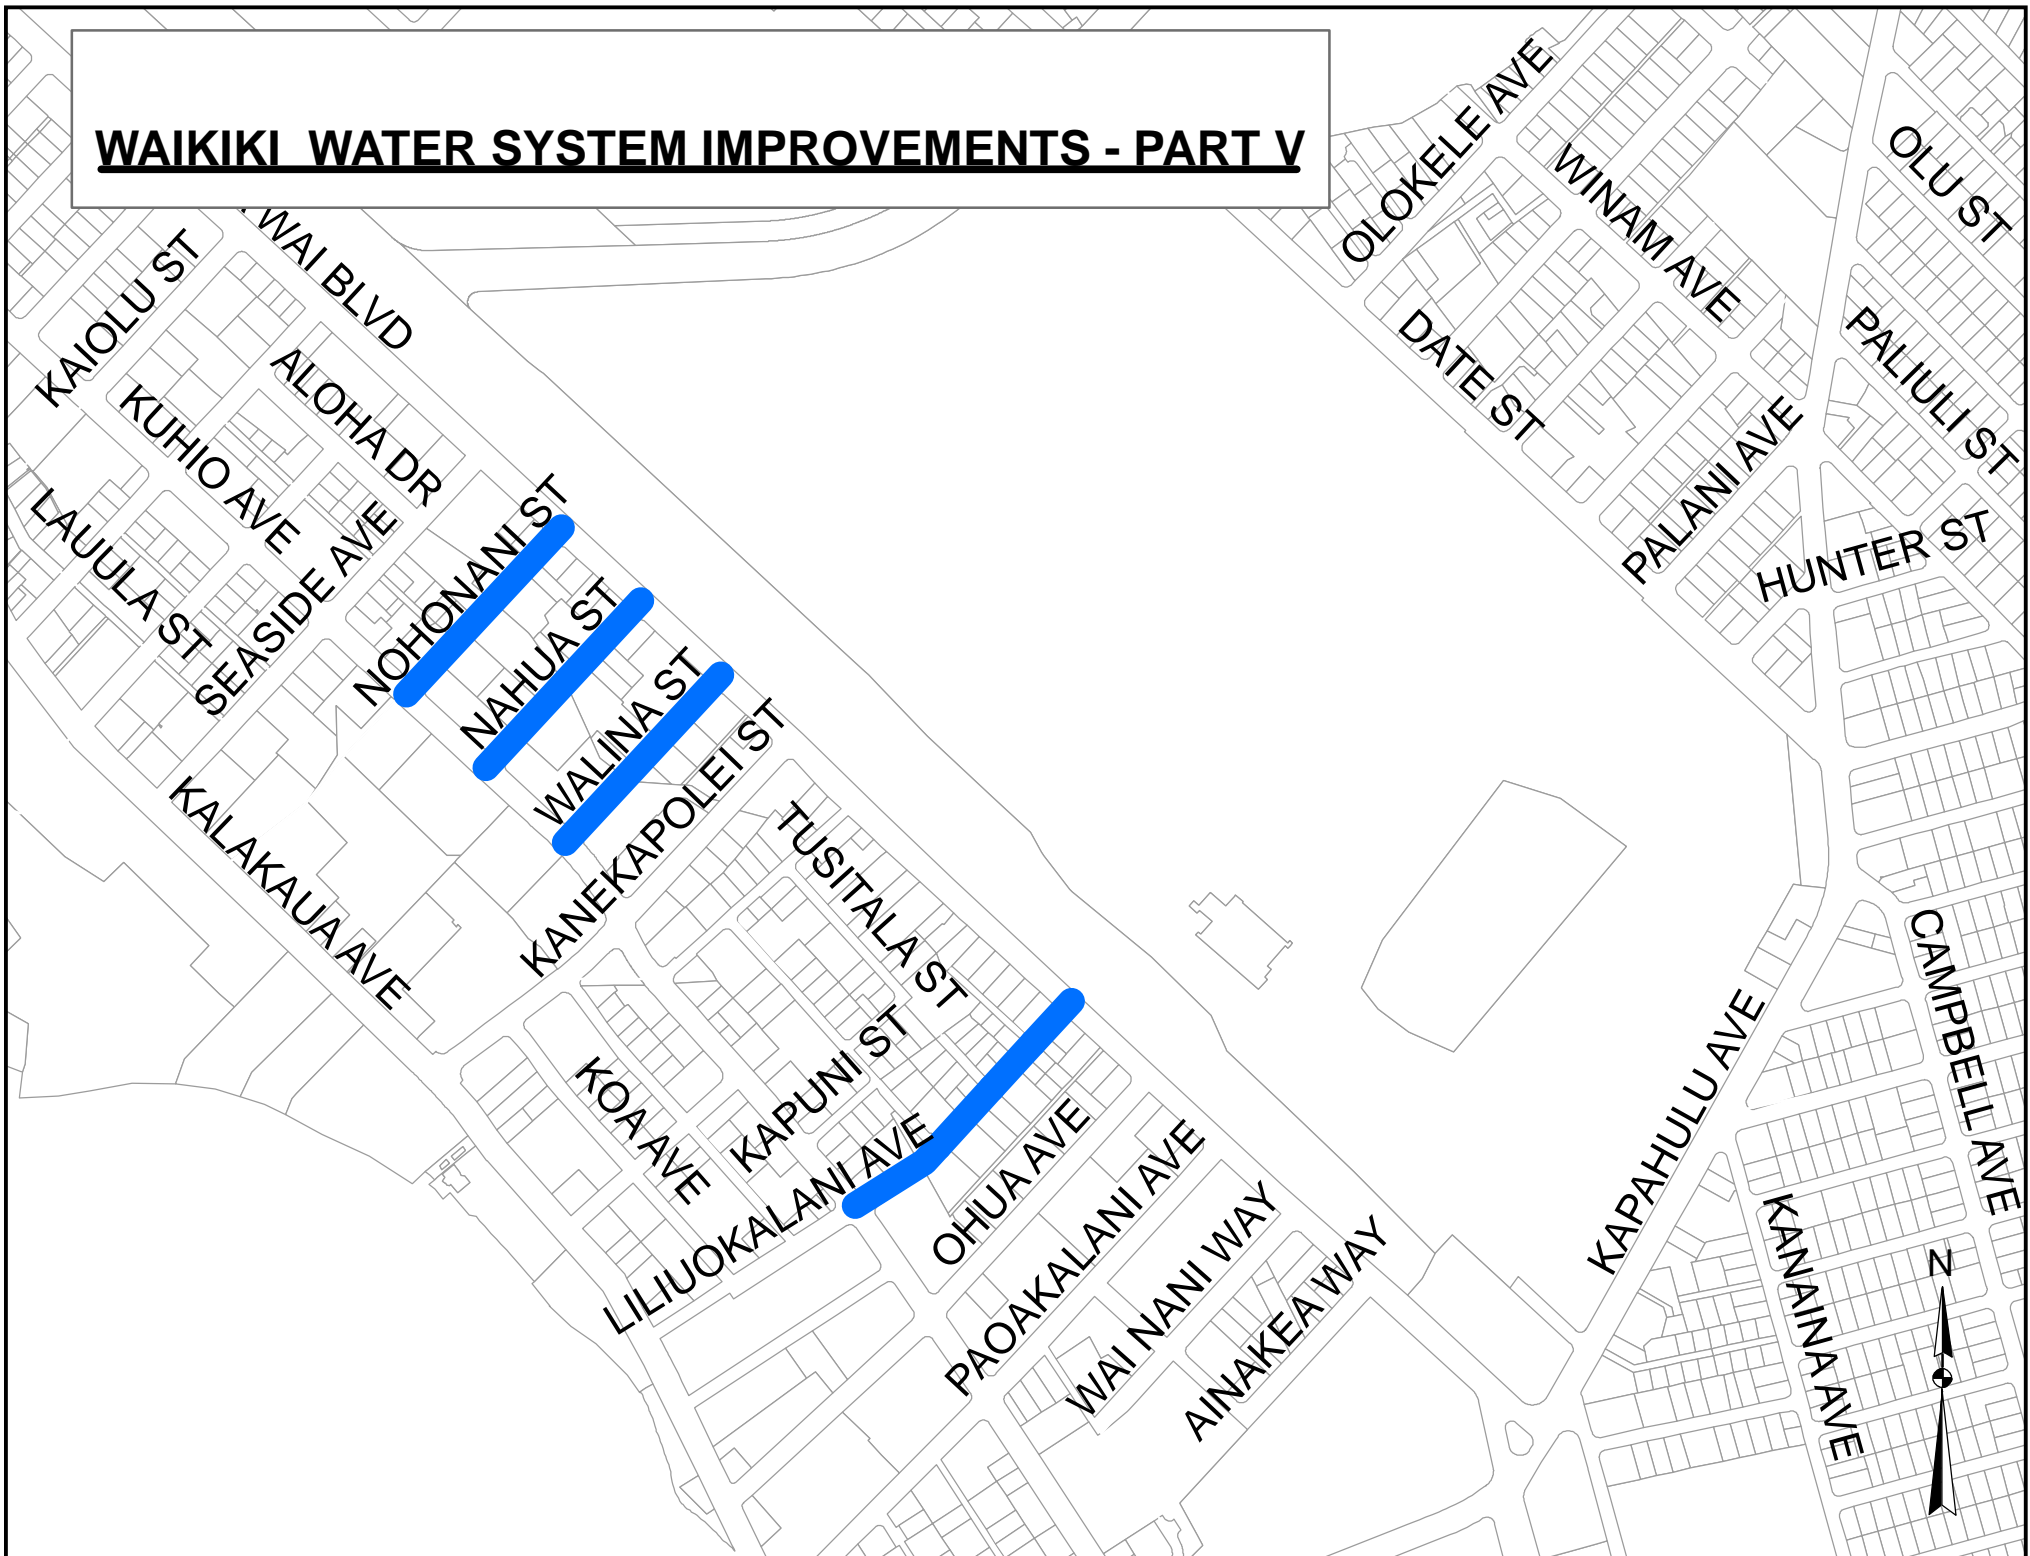 WAIKIKI  WATER SYSTEM IMPROVEMENTS - PART V
OLOKELE AVE
WINAM AVE
OLU ST
WAI BLVD
KAIOLU ST
ALOHA DR
DATE ST
PALIULI ST
KUHIO AVE
PALANI AVE
LAUULA ST
SEASIDE AVE
NOHONANI ST
HUNTER ST
NAHUA ST
WALINA ST
KANEKAPOLEI ST
KALAKAUA AVE
TUSITALA ST
CAMPBELL AVE
KAPAHULU AVE
KOA AVE
KAPUNI ST
LILIUOKALANI AVE
OHUA AVE
PAOAKALANI AVE
WAI NANI WAY
AINAKEA WAY
KANAINA AVE
N